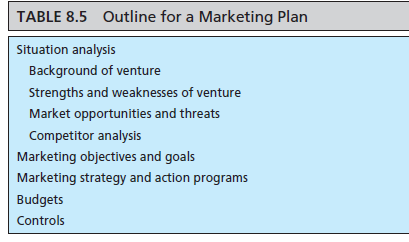 TABLE 8.5 Outline for a Marketing Plan
Situation analysis
Background of venture
Strengths and weaknesses of venture
Market opportunities and threats
Competitor analysis
Marketing objectives and goals
Marketing strategy and action programs
Budgets
Controls